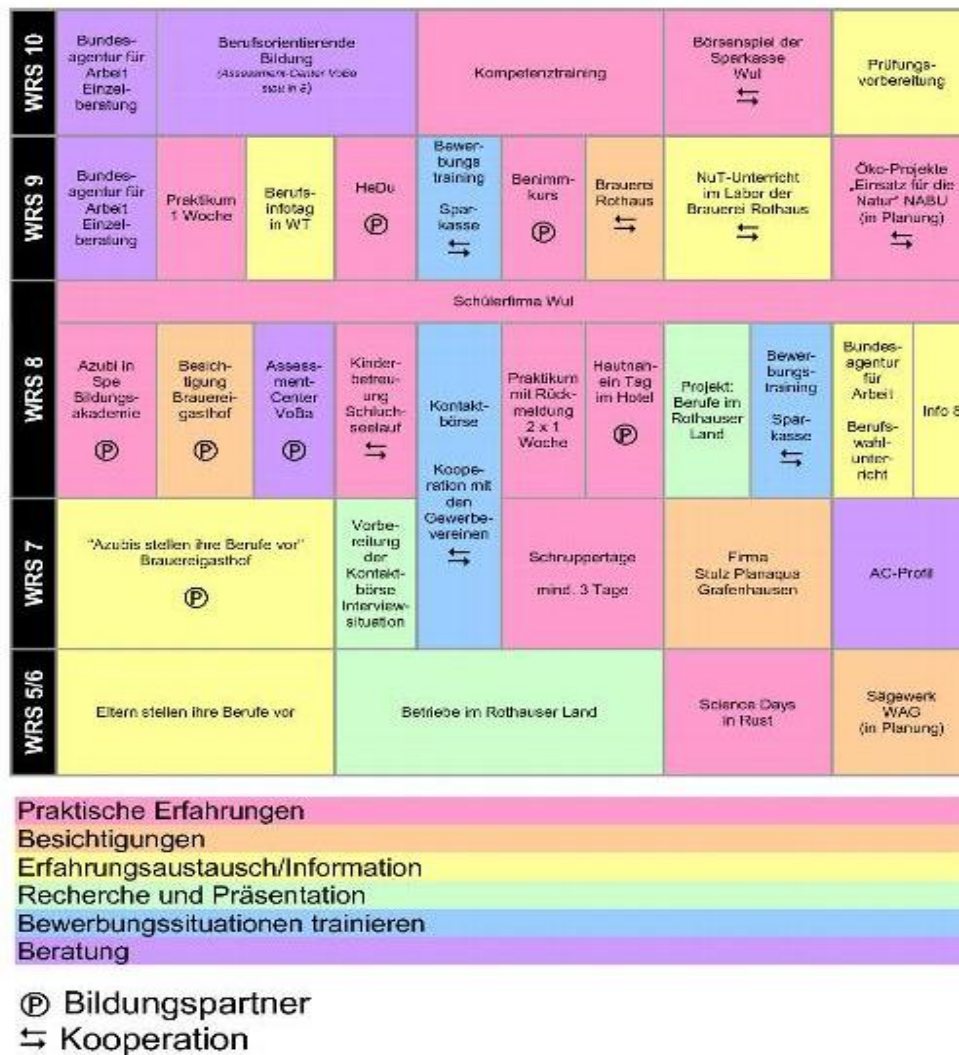 WRS 10
Bundes-
agentur für
Arbeit
Einzel-
beratung
Berufsorientierende
Bildung
(Assessment-Center VoBa
statt in 8)
Kompetenztraining
Börsenspiel der
Sparkasse
Wul
Prüfungs-
vorbereitung
WRS 9
Bundes-
agentur für
Arbeit
Einzel-
beratung
Praktikum
1 Woche
Berufs-
infotag
in WT
HeDu
Ⓟ
Bewer-
bungs
training
Spar-
kasse
Benimm-
kurs
Ⓟ
Brauerei
Rothaus
NuT-Unterricht
im Labor der
Brauerei Rothaus
Öko-Projekte
„Einsatz für die
Natur" NABU
(in Planung)
WRS 8
Schülerfirma Wul
Azubi in
Spe
Bildungs-
akademie
Ⓟ
Besich-
tigung
Brauerei-
gasthof
Ⓟ
Assess-
ment-
Center
VoBa
Ⓟ
Kinder-
betreu-
ung
Schluch-
seelauf
Kontakt-
börse
Koope-
ration mit
den
Gewerbe-
vereinen
Praktikum
mit Rück-
meldung
2 x 1
Woche
Hautnah-
ein Tag
im Hotel
Ⓟ
Projekt:
Berufe im
Rothauser
Land
Bewer-
bungs-
training
Spar-
kasse
Bundes-
agentur
für
Arbeit
Berufs-
wahl-
unter-
richt
Info 8
WRS 7
"Azubis stellen ihre Berufe vor"
Brauereigasthof
Ⓟ
Vorbe-
reitung
der
Kontakt-
börse
Interview-
situation
Schnuppertage
mind. 3 Tage
Firma
Stulz Planaqua
Grafenhausen
AC-Profil
WRS 5/6
Eltern stellen ihre Berufe vor
Betriebe im Rothauser Land
Science Days
in Rust
Sägewerk
WAG
(in Planung)
Praktische Erfahrungen
Besichtigungen
Erfahrungsaustausch/Information
Recherche und Präsentation
Bewerbungssituationen trainieren
Beratung
Ⓟ Bildungspartner
⇆ Kooperation